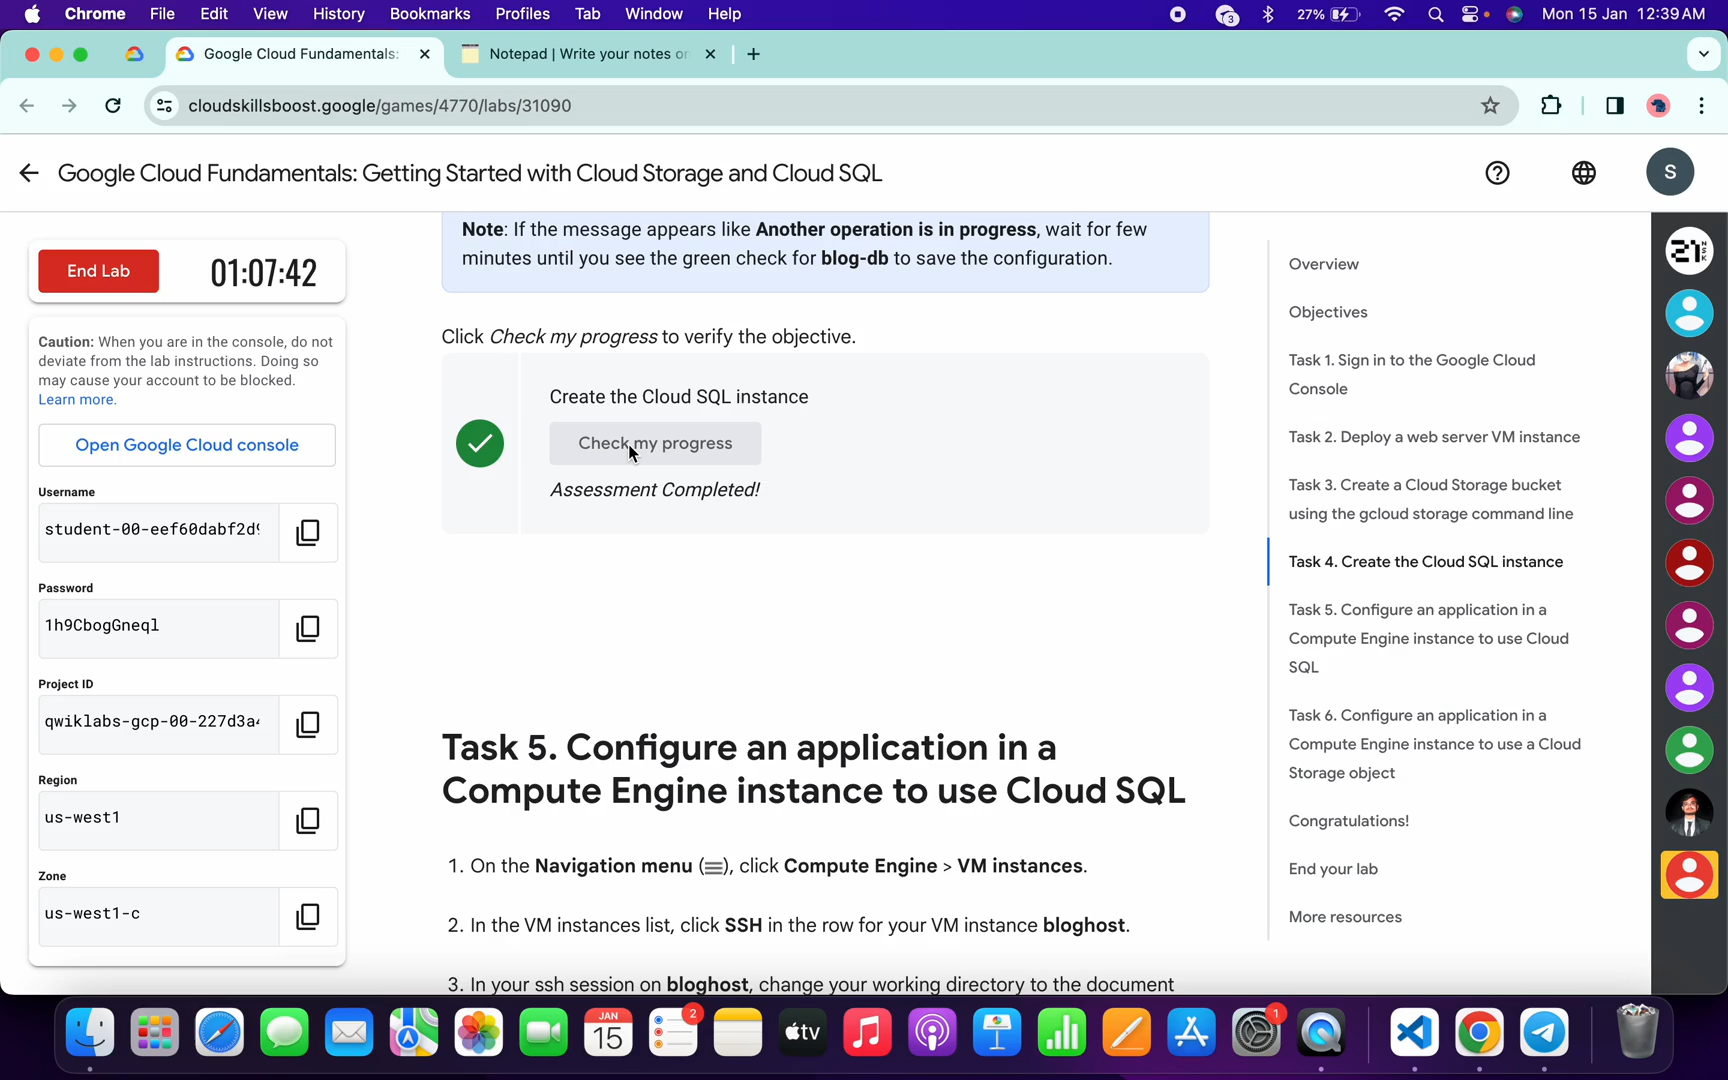 Chrome File Edit View History Bookmarks Profiles Tab Window Help 3 27% Mon 15 Jan 12:39 AM
Google Cloud Fundamentals: Notepad | Write your notes or
cloudskillsboost.google/games/4770/labs/31090
Google Cloud Fundamentals: Getting Started with Cloud Storage and Cloud SQL
S
End Lab
01:07:42
Caution: When you are in the console, do not
deviate from the lab instructions. Doing so
may cause your account to be blocked.
Learn more.
Open Google Cloud console
Username
student-00-eef60dabf2d9
Password
1h9CbogGneql
Project ID
qwiklabs-gcp-00-227d3a4
Region
us-west1
Zone
us-west1-c
Note: If the message appears like Another operation is in progress, wait for few
minutes until you see the green check for blog-db to save the configuration.
Click Check my progress to verify the objective.
Create the Cloud SQL instance
Check my progress
Assessment Completed!
Task 5. Configure an application in a
Compute Engine instance to use Cloud SQL
1. On the Navigation menu (≡), click Compute Engine > VM instances.
2. In the VM instances list, click SSH in the row for your VM instance bloghost.
3. In your ssh session on bloghost, change your working directory to the document
Overview
Objectives
Task 1. Sign in to the Google Cloud
Console
Task 2. Deploy a web server VM instance
Task 3. Create a Cloud Storage bucket
using the gcloud storage command line
Task 4. Create the Cloud SQL instance
Task 5. Configure an application in a
Compute Engine instance to use Cloud
SQL
Task 6. Configure an application in a
Compute Engine instance to use a Cloud
Storage object
Congratulations!
End your lab
More resources
JAN
15
2
tv
1